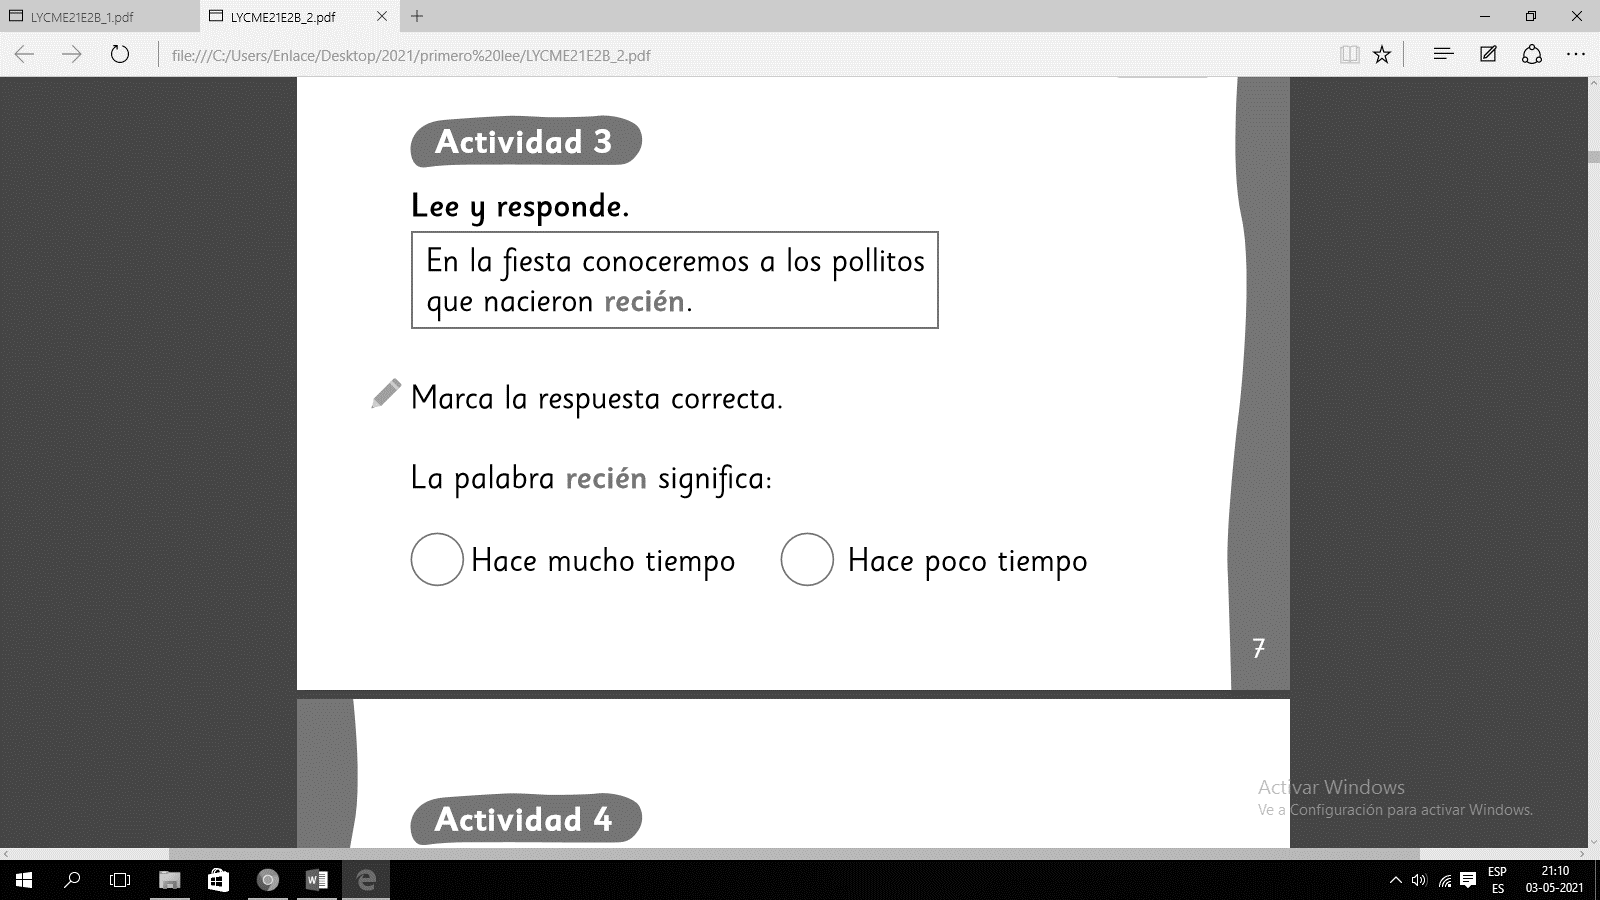 LYCME21E2B_1.pdf
LYCME21E2B_2.pdf
file:///C:/Users/Enlace/Desktop/2021/primero%20lee/LYCME21E2B_2.pdf
Actividad 3
Lee y responde.
En la fiesta conoceremos a los pollitos
que nacieron recién.
Marca la respuesta correcta.
La palabra recién significa:
Hace mucho tiempo
Hace poco tiempo
7
Actividad 4
Activar Windows
Ve a Configuración para activar Windows.
ESP
ES
21:10
03-05-2021